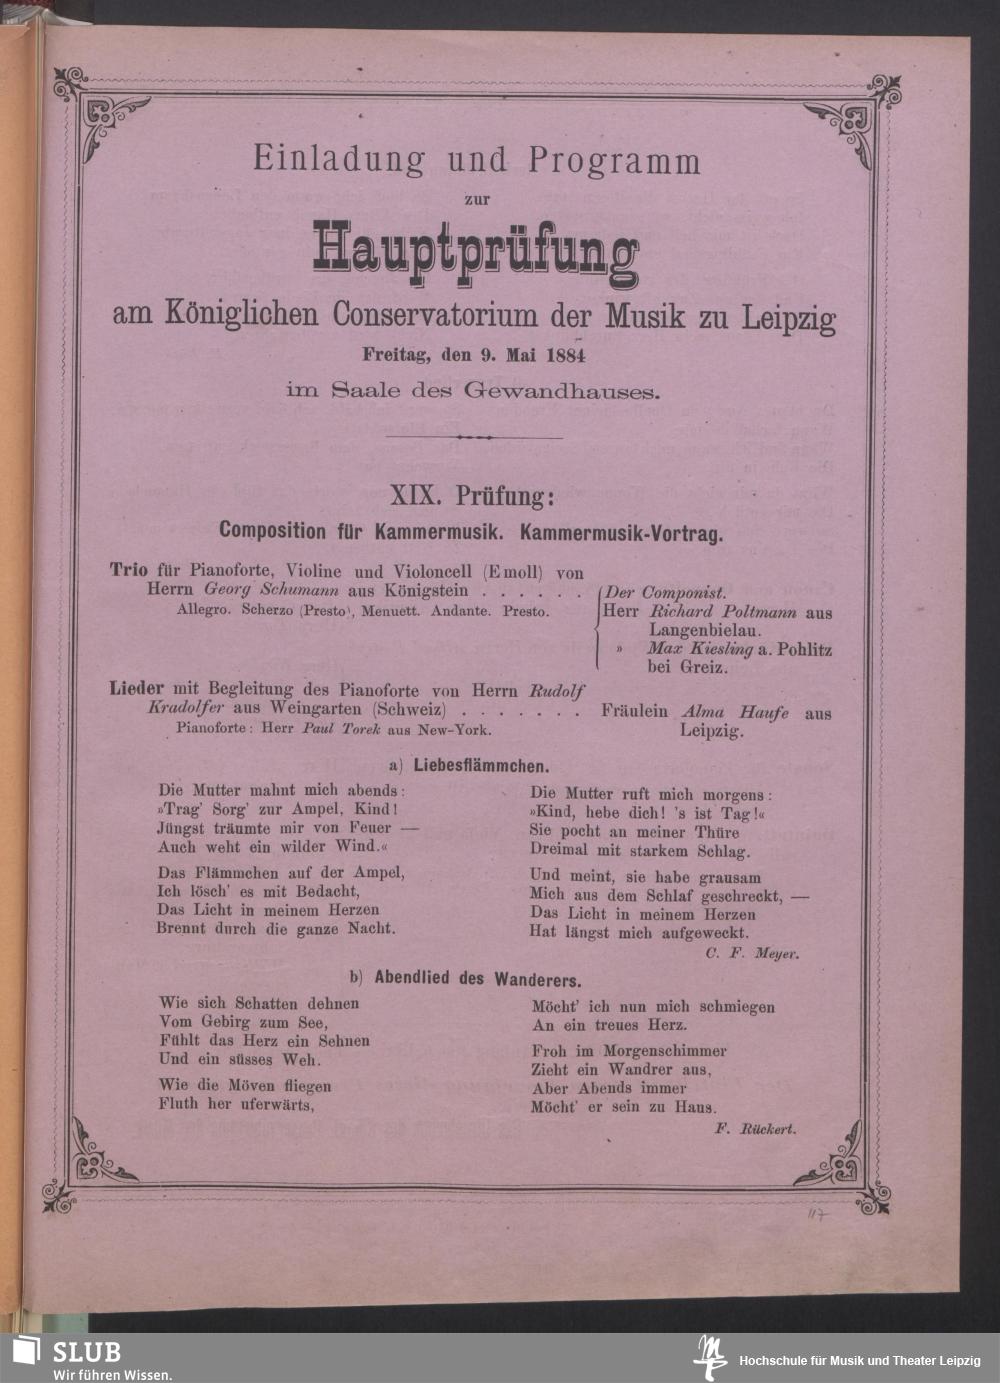 Einladung und Programm
zur
Hauptprüfung
am Königlichen Conservatorium der Musik zu Leipzig
Freitag, den 9. Mai 1884
im Saale des Gewandhauses.
XIX. Prüfung:
Composition für Kammermusik. Kammermusik-Vortrag.
Trio für Pianoforte, Violine und Violoncell (E moll) von
Herrn Georg Schumann aus Königstein . . . . . .
Allegro. Scherzo (Presto), Menuett. Andante. Presto.
Der Componist.
Herr Richard Poltmann aus
Langenbielau.
» Max Kiesling a. Pohlitz
bei Greiz.
Lieder mit Begleitung des Pianoforte von Herrn Rudolf
Kradolfer aus Weingarten (Schweiz) . . . . . . .
Pianoforte: Herr Paul Torek aus New-York.
Fräulein Alma Haufe aus
Leipzig.
a) Liebesflämmchen.
Die Mutter mahnt mich abends:
»Trag' Sorg' zur Ampel, Kind!
Jüngst träumte mir von Feuer —
Auch weht ein wilder Wind.«
Das Flämmchen auf der Ampel,
Ich lösch' es mit Bedacht,
Das Licht in meinem Herzen
Brennt durch die ganze Nacht.
Die Mutter ruft mich morgens:
»Kind, hebe dich! 's ist Tag!«
Sie pocht an meiner Thüre
Dreimal mit starkem Schlag.
Und meint, sie habe grausam
Mich aus dem Schlaf geschreckt, —
Das Licht in meinem Herzen
Hat längst mich aufgeweckt.
C. F. Meyer.
b) Abendlied des Wanderers.
Wie sich Schatten dehnen
Vom Gebirg zum See,
Fühlt das Herz ein Sehnen
Und ein süsses Weh.
Wie die Möven fliegen
Fluth her uferwärts,
Möcht' ich nun mich schmiegen
An ein treues Herz.
Froh im Morgenschimmer
Zieht ein Wandrer aus,
Aber Abends immer
Möcht' er sein zu Haus.
F. Rückert.
117
SLUB
Wir führen Wissen.
Hochschule für Musik und Theater Leipzig